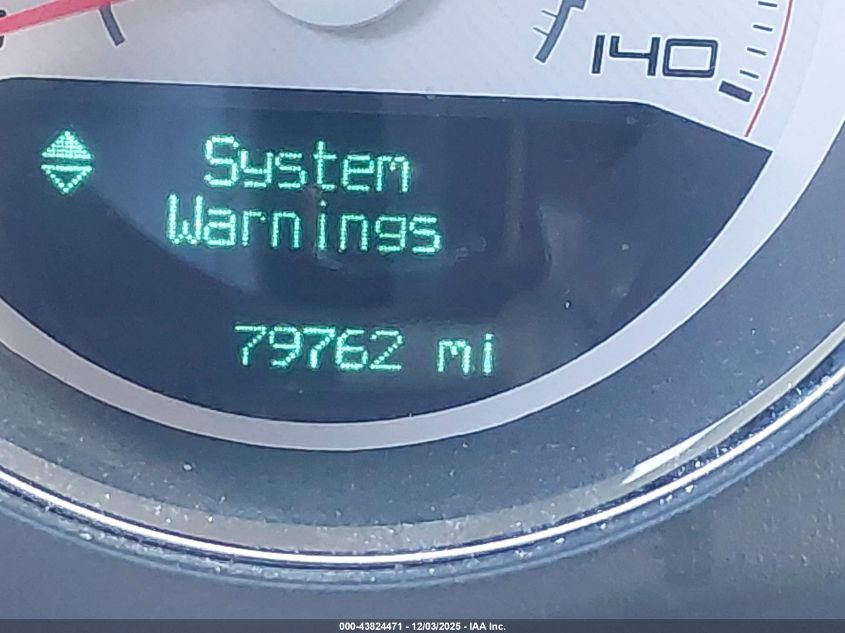 140
System
Warnings
79762 mi
000-43824471 - 12/03/2025 - IAA Inc.